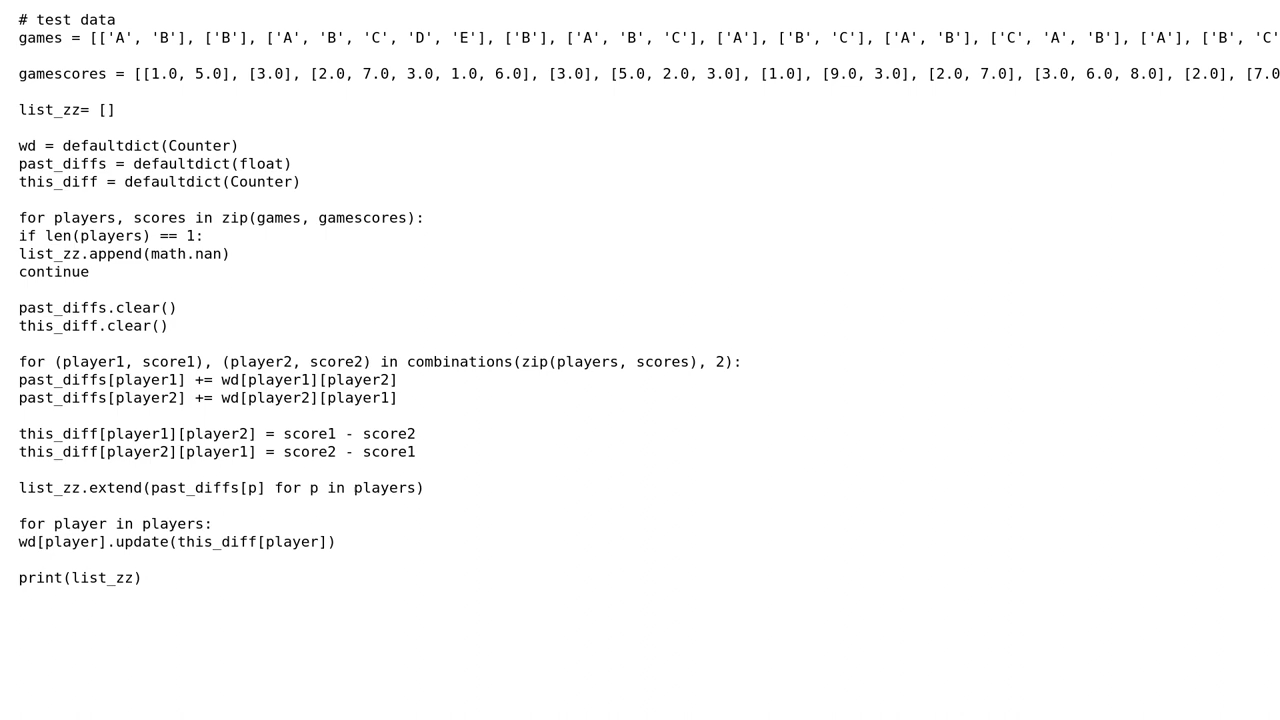 # test data
games = [['A', 'B'], ['B'], ['A', 'B', 'C', 'D', 'E'], ['B'], ['A', 'B', 'C'], ['A'], ['B', 'C'], ['A', 'B'], ['C', 'A', 'B'], ['A'], ['B', 'C'
gamescores = [[1.0, 5.0], [3.0], [2.0, 7.0, 3.0, 1.0, 6.0], [3.0], [5.0, 2.0, 3.0], [1.0], [9.0, 3.0], [2.0, 7.0], [3.0, 6.0, 8.0], [2.0], [7.0
list_zz= []
wd = defaultdict(Counter)
past_diffs = defaultdict(float)
this_diff = defaultdict(Counter)
for players, scores in zip(games, gamescores):
if len(players) == 1:
list_zz.append(math.nan)
continue
past_diffs.clear()
this_diff.clear()
for (player1, score1), (player2, score2) in combinations(zip(players, scores), 2):
past_diffs[player1] += wd[player1][player2]
past_diffs[player2] += wd[player2][player1]
this_diff[player1][player2] = score1 - score2
this_diff[player2][player1] = score2 - score1
list_zz.extend(past_diffs[p] for p in players)
for player in players:
wd[player].update(this_diff[player])
print(list_zz)